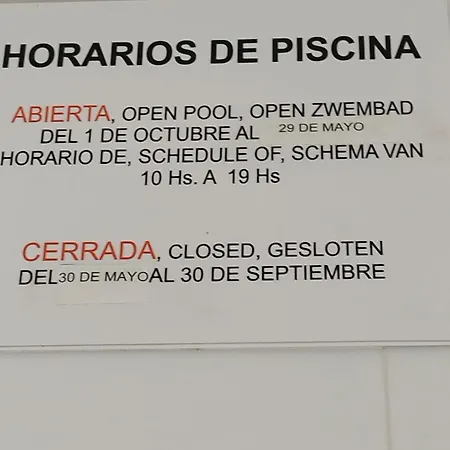 HORARIOS DE PISCINA
ABIERTA, OPEN POOL, OPEN ZWEMBAD
DEL 1 DE OCTUBRE AL 29 DE MAYO
HORARIO DE, SCHEDULE OF, SCHEMA VAN
10 Hs. A 19 Hs
CERRADA, CLOSED, GESLOTEN
DEL 30 DE MAYO AL 30 DE SEPTIEMBRE